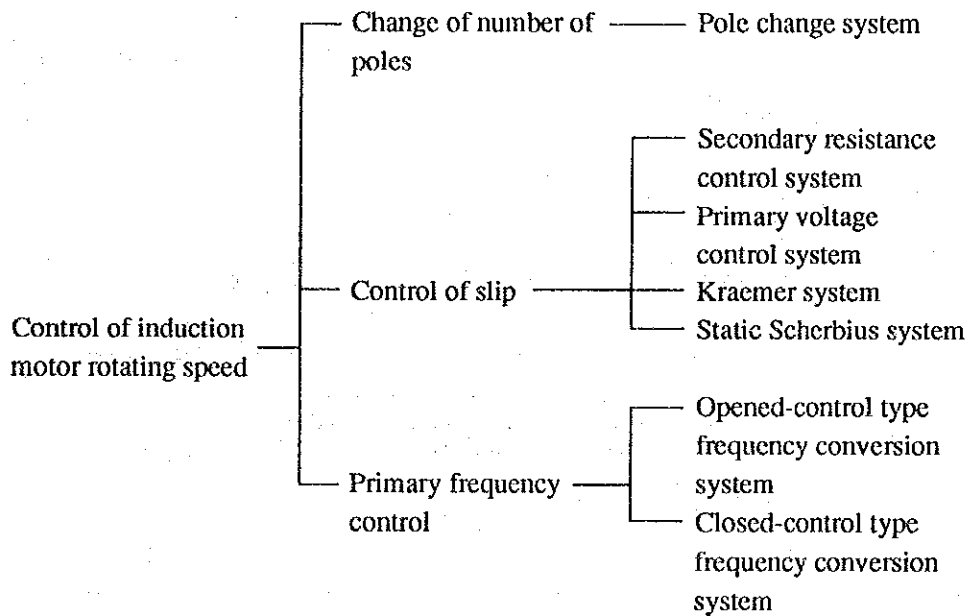 Change of number of
poles
Pole change system
Secondary resistance
control system
Primary voltage
control system
Control of slip
Kraemer system
Static Scherbius system
Control of induction
motor rotating speed
Opened-control type
frequency conversion
system
Primary frequency
control
Closed-control type
frequency conversion
system